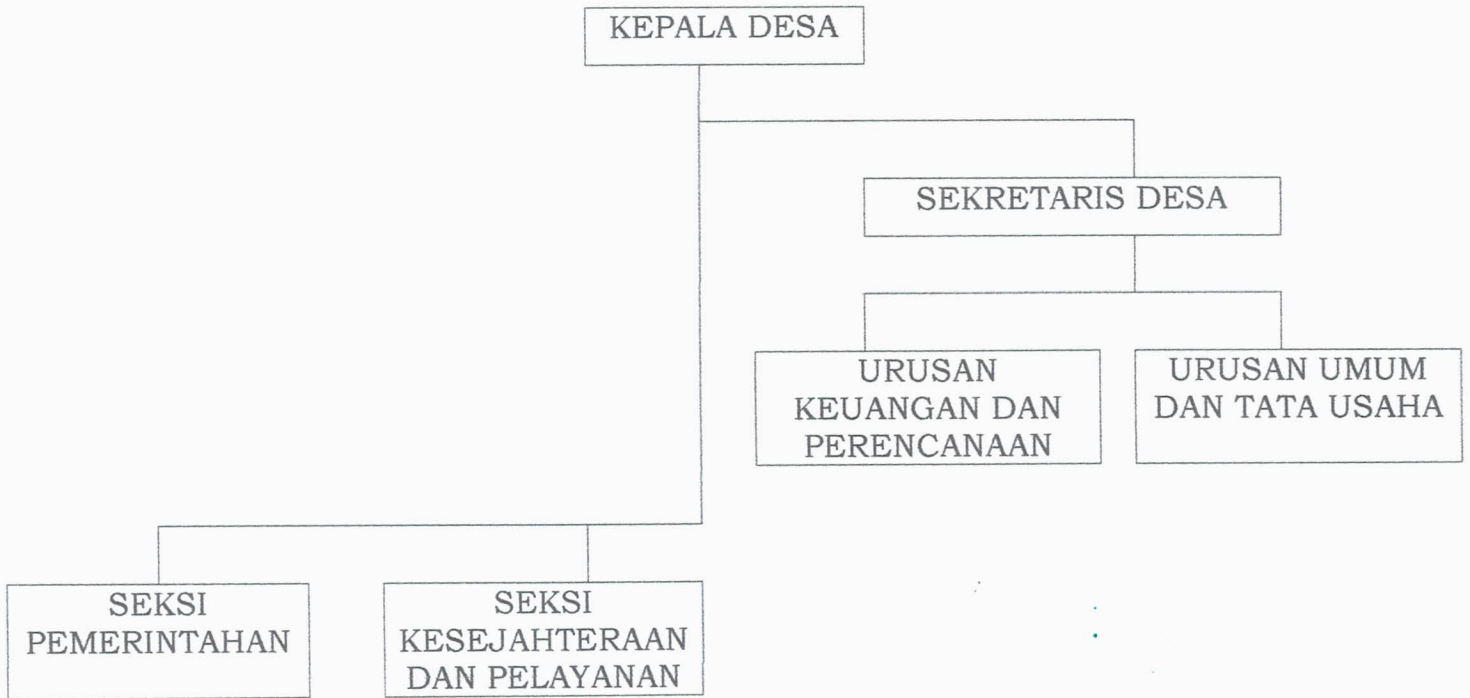 KEPALA DESA
SEKRETARIS DESA
URUSAN
KEUANGAN DAN
PERENCANAAN
URUSAN UMUM
DAN TATA USAHA
SEKSI
PEMERINTAHAN
SEKSI
KESEJAHTERAAN
DAN PELAYANAN